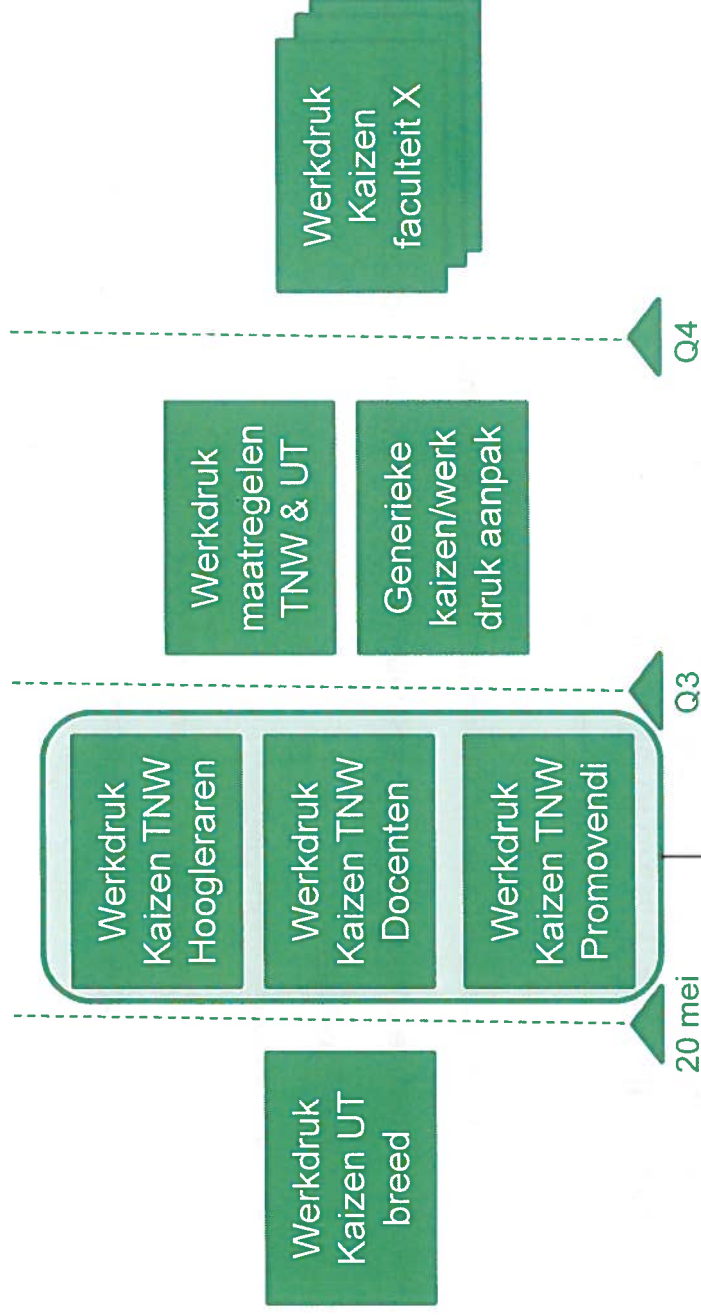 Werkdruk
Kaizen UT
breed
20 mei
Werkdruk
Kaizen TNW
Hoogleraren
Werkdruk
Kaizen TNW
Docenten
Werkdruk
Kaizen TNW
Promovendi
Q3
Werkdruk
maatregelen
TNW & UT
Generieke
kaizen/werk
druk aanpak
Q4
Werkdruk
Kaizen
faculteit X